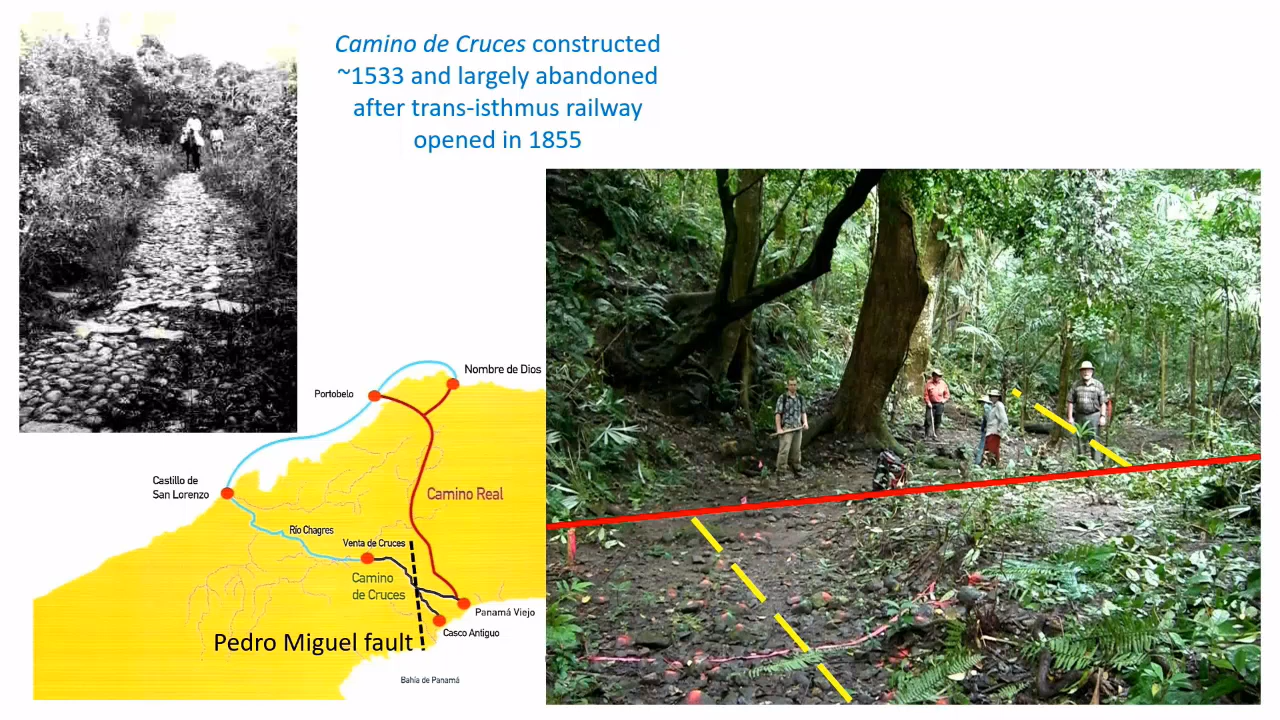 Camino de Cruces constructed
~1533 and largely abandoned
after trans-isthmus railway
opened in 1855
Nombre de Dios
Portobelo
Castillo de
San Lorenzo
Camino Real
Río Chagres
Venta de Cruces
Camino
de Cruces
Panamá Viejo
Casco Antiguo
Pedro Miguel fault
Bahía de Panamá